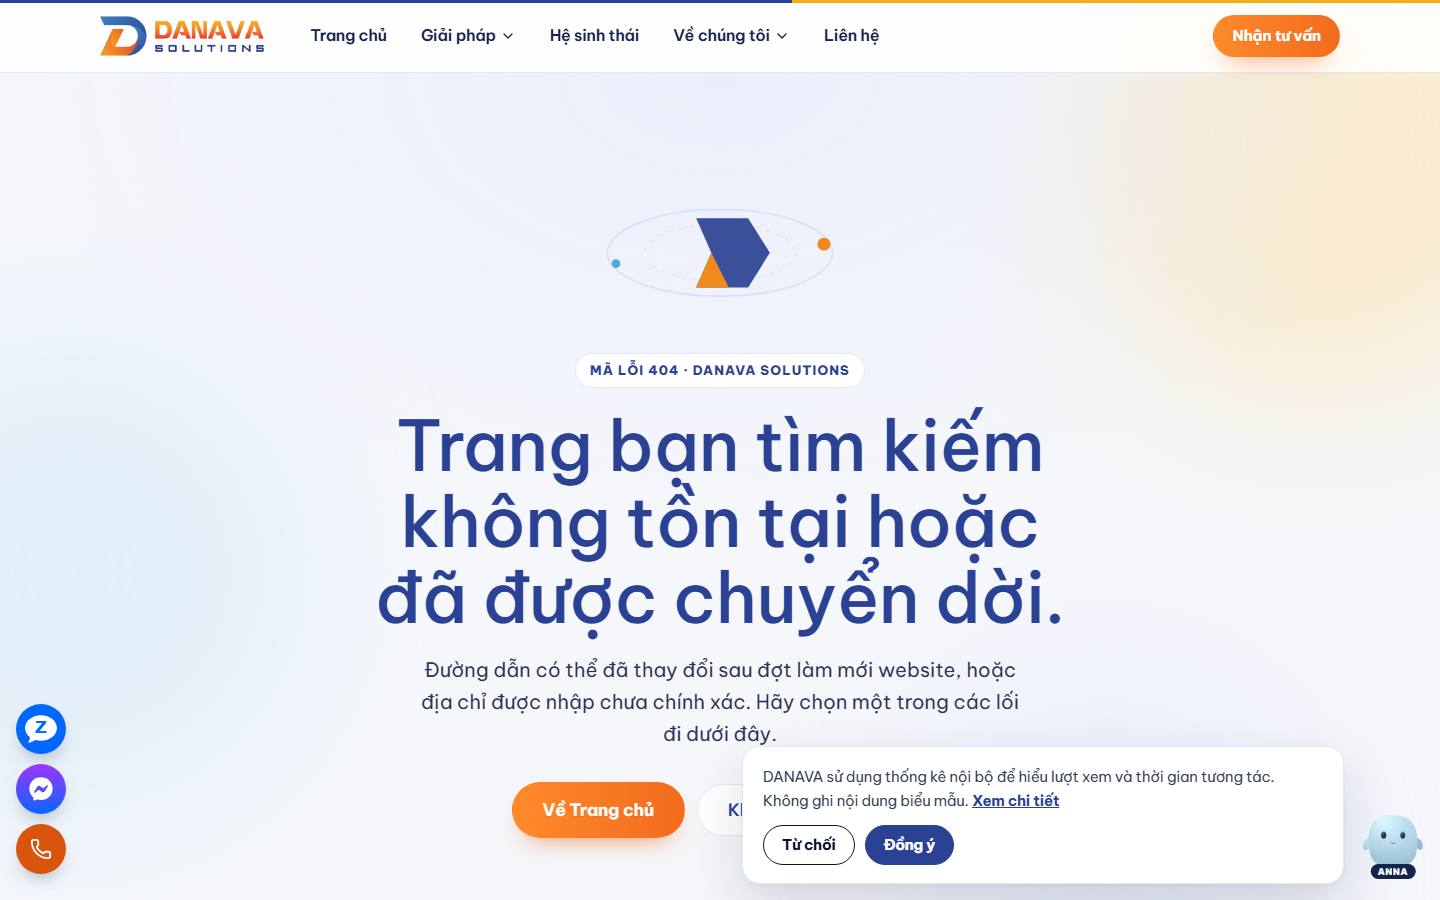 DANAVA
SOLUTIONS
Trang chủ
Giải pháp
Hệ sinh thái
Về chúng tôi
Liên hệ
Nhận tư vấn
MÃ LỖI 404 · DANAVA SOLUTIONS
Trang bạn tìm kiếm
không tồn tại hoặc
đã được chuyển dời.
Đường dẫn có thể đã thay đổi sau đợt làm mới website, hoặc
địa chỉ được nhập chưa chính xác. Hãy chọn một trong các lối
đi dưới đây.
Về Trang chủ
DANAVA sử dụng thống kê nội bộ để hiểu lượt xem và thời gian tương tác.
Không ghi nội dung biểu mẫu. Xem chi tiết
Từ chối
Đồng ý
Z
ANNA